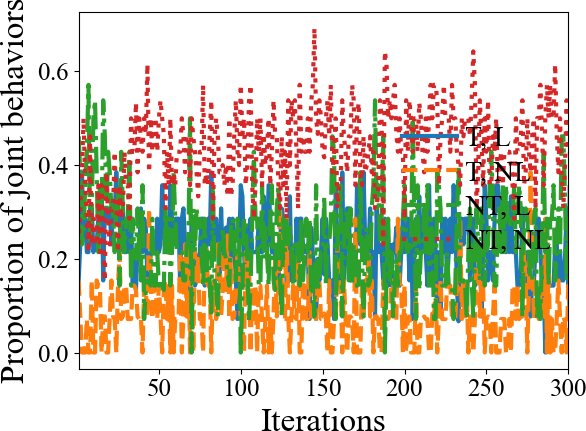 Proportion of joint behaviors
0.6
0.4
0.2
0.0
T, L
T, NL
NT, L
NT, NL
50
100
150
200
250
300
Iterations